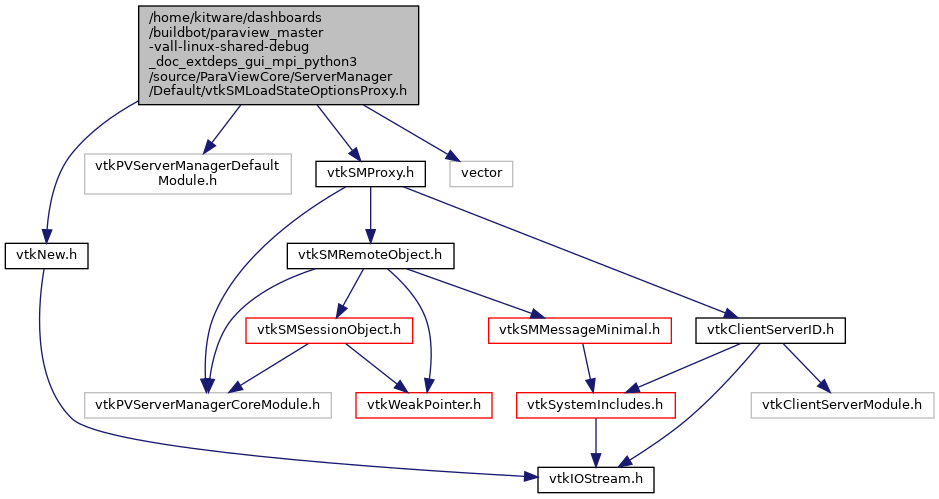 /home/kitware/dashboards
/buildbot/paraview_master
-vall-linux-shared-debug
_doc_extdeps_gui_mpi_python3
/source/ParaViewCore/ServerManager
/Default/vtkSMLoadStateOptionsProxy.h
vtkPVServerManagerDefault
Module.h
vtkSMProxy.h
vector
vtkNew.h
vtkSMRemoteObject.h
vtkSMSessionObject.h
vtkSMMessageMinimal.h
vtkClientServerID.h
vtkPVServerManagerCoreModule.h
vtkWeakPointer.h
vtkSystemIncludes.h
vtkClientServerModule.h
vtkIOStream.h